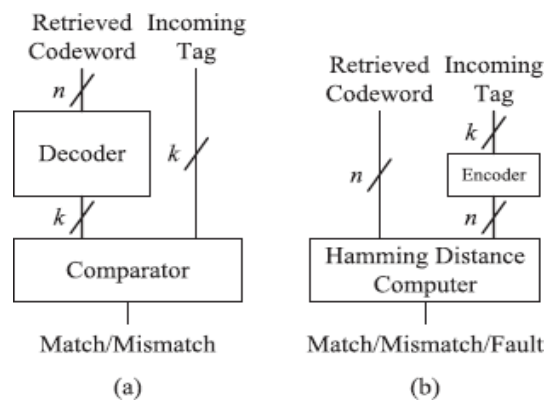 Retrieved Codeword
Incoming Tag
n
Decoder
k
k
Comparator
Match/Mismatch
(a)
Retrieved Codeword
Incoming Tag
k
n
Encoder
n
Hamming Distance
Computer
Match/Mismatch/Fault
(b)